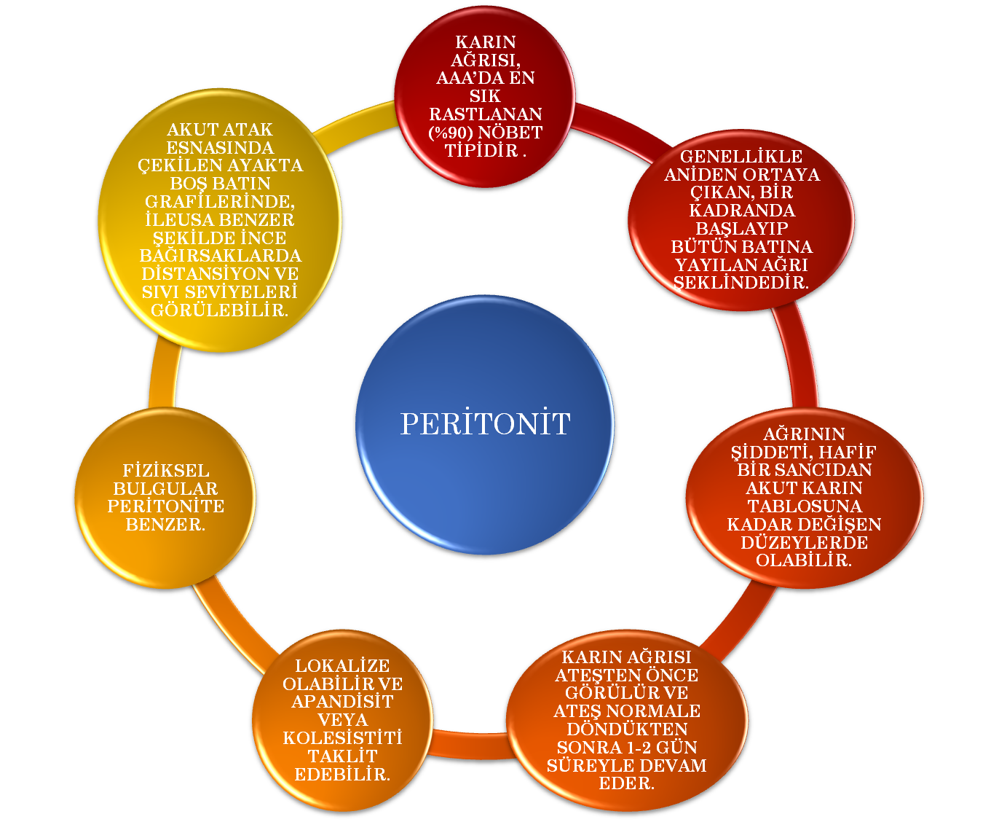 KARIN
AĞRISI,
AAA’DA EN
SIK
RASTLANAN
(%90) NÖBET
TİPİDİR .
GENELLİKLE
ANİDEN ORTAYA
ÇIKAN, BİR
KADRANDA
BAŞLAYIP
BÜTÜN BATINA
YAYILAN AĞRI
ŞEKLİNDEDİR.
AĞRININ
ŞİDDETİ, HAFİF
BİR SANCIDAN
AKUT KARIN
TABLOSUNA
KADAR DEĞİŞEN
DÜZEYLERDE
OLABİLİR.
KARIN AĞRISI
ATEŞTEN ÖNCE
GÖRÜLÜR VE
ATEŞ NORMALE
DÖNDÜKTEN
SONRA 1-2 GÜN
SÜREYLE DEVAM
EDER.
LOKALİZE
OLABİLİR VE
APANDİSİT
VEYA
KOLESİSTİTİ
TAKLİT
EDEBİLİR.
FİZİKSEL
BULGULAR
PERİTONİTE
BENZER.
AKUT ATAK
ESNASINDA
ÇEKİLEN AYAKTA
BOŞ BATIN
GRAFİLERİNDE,
İLEUSA BENZER
ŞEKİLDE İNCE
BAĞIRSAKLARDA
DİSTANSİYON VE
SIVI SEVİYELERİ
GÖRÜLEBİLİR.
PERİTONİT